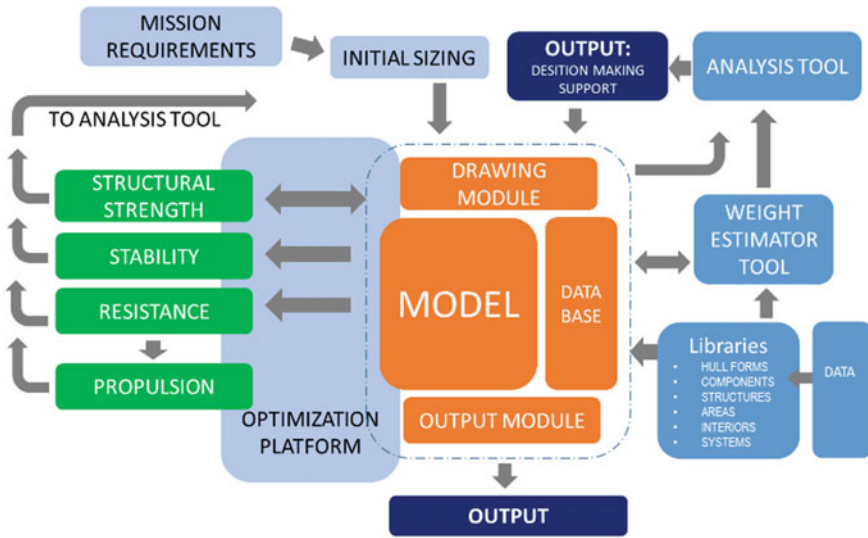 MISSION
REQUIREMENTS
INITIAL SIZING
OUTPUT:
DESITION MAKING
SUPPORT
ANALYSIS TOOL
TO ANALYSIS TOOL
STRUCTURAL
STRENGTH
STABILITY
RESISTANCE
PROPULSION
OPTIMIZATION
PLATFORM
DRAWING
MODULE
MODEL
DATA
BASE
OUTPUT MODULE
OUTPUT
WEIGHT
ESTIMATOR
TOOL
Libraries
• HULL FORMS
• COMPONENTS
• STRUCTURES
• AREAS
• INTERIORS
• SYSTEMS
DATA